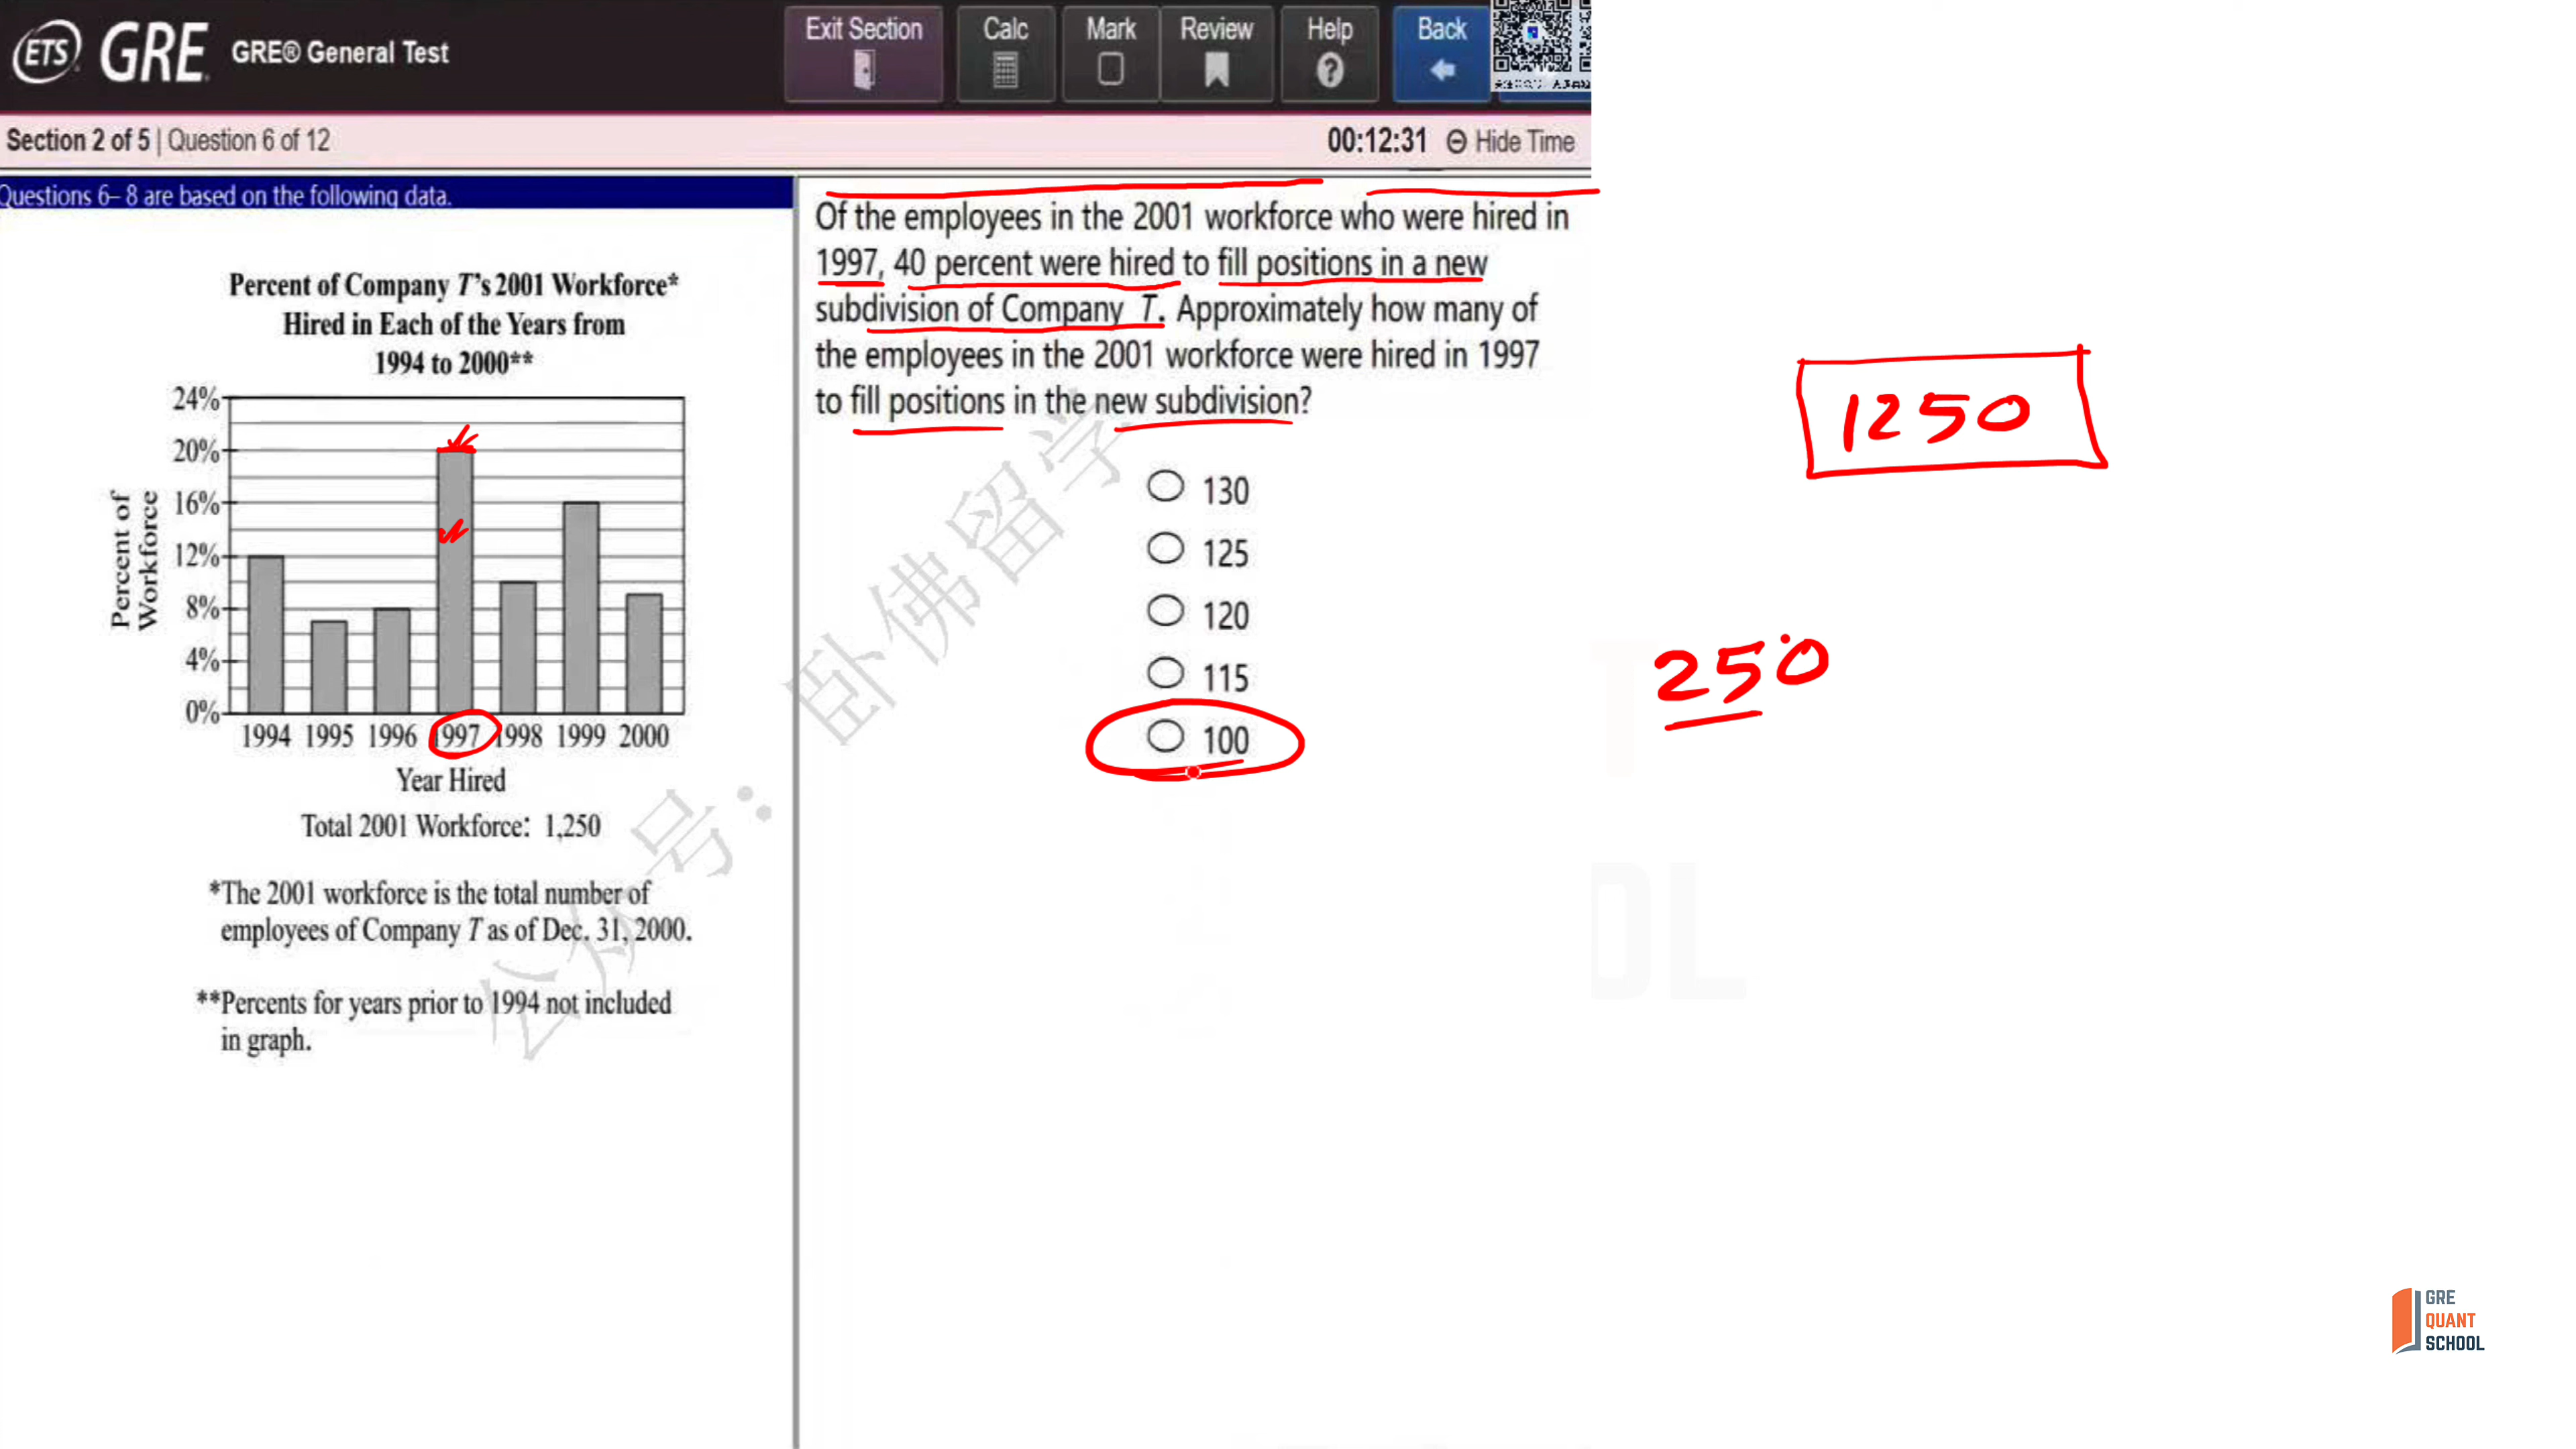 ETS GRE GRE® General Test
Exit Section
Calc
Mark
Review
Help
Back
Section 2 of 5 | Question 6 of 12
00:12:31 Hide Time
Questions 6–8 are based on the following data.
Percent of Company T's 2001 Workforce*
Hired in Each of the Years from
1994 to 2000**
24%
20%
16%
12%
8%
4%
0%
Percent of
Workforce
1994 1995 1996 1997 1998 1999 2000
Year Hired
Total 2001 Workforce: 1,250
*The 2001 workforce is the total number of
employees of Company T as of Dec. 31, 2000.
**Percents for years prior to 1994 not included
in graph.
Of the employees in the 2001 workforce who were hired in
1997, 40 percent were hired to fill positions in a new
subdivision of Company T. Approximately how many of
the employees in the 2001 workforce were hired in 1997
to fill positions in the new subdivision?
130
125
120
115
100
公众号：卧佛留学
1250
250
OL
GRE
QUANT
SCHOOL